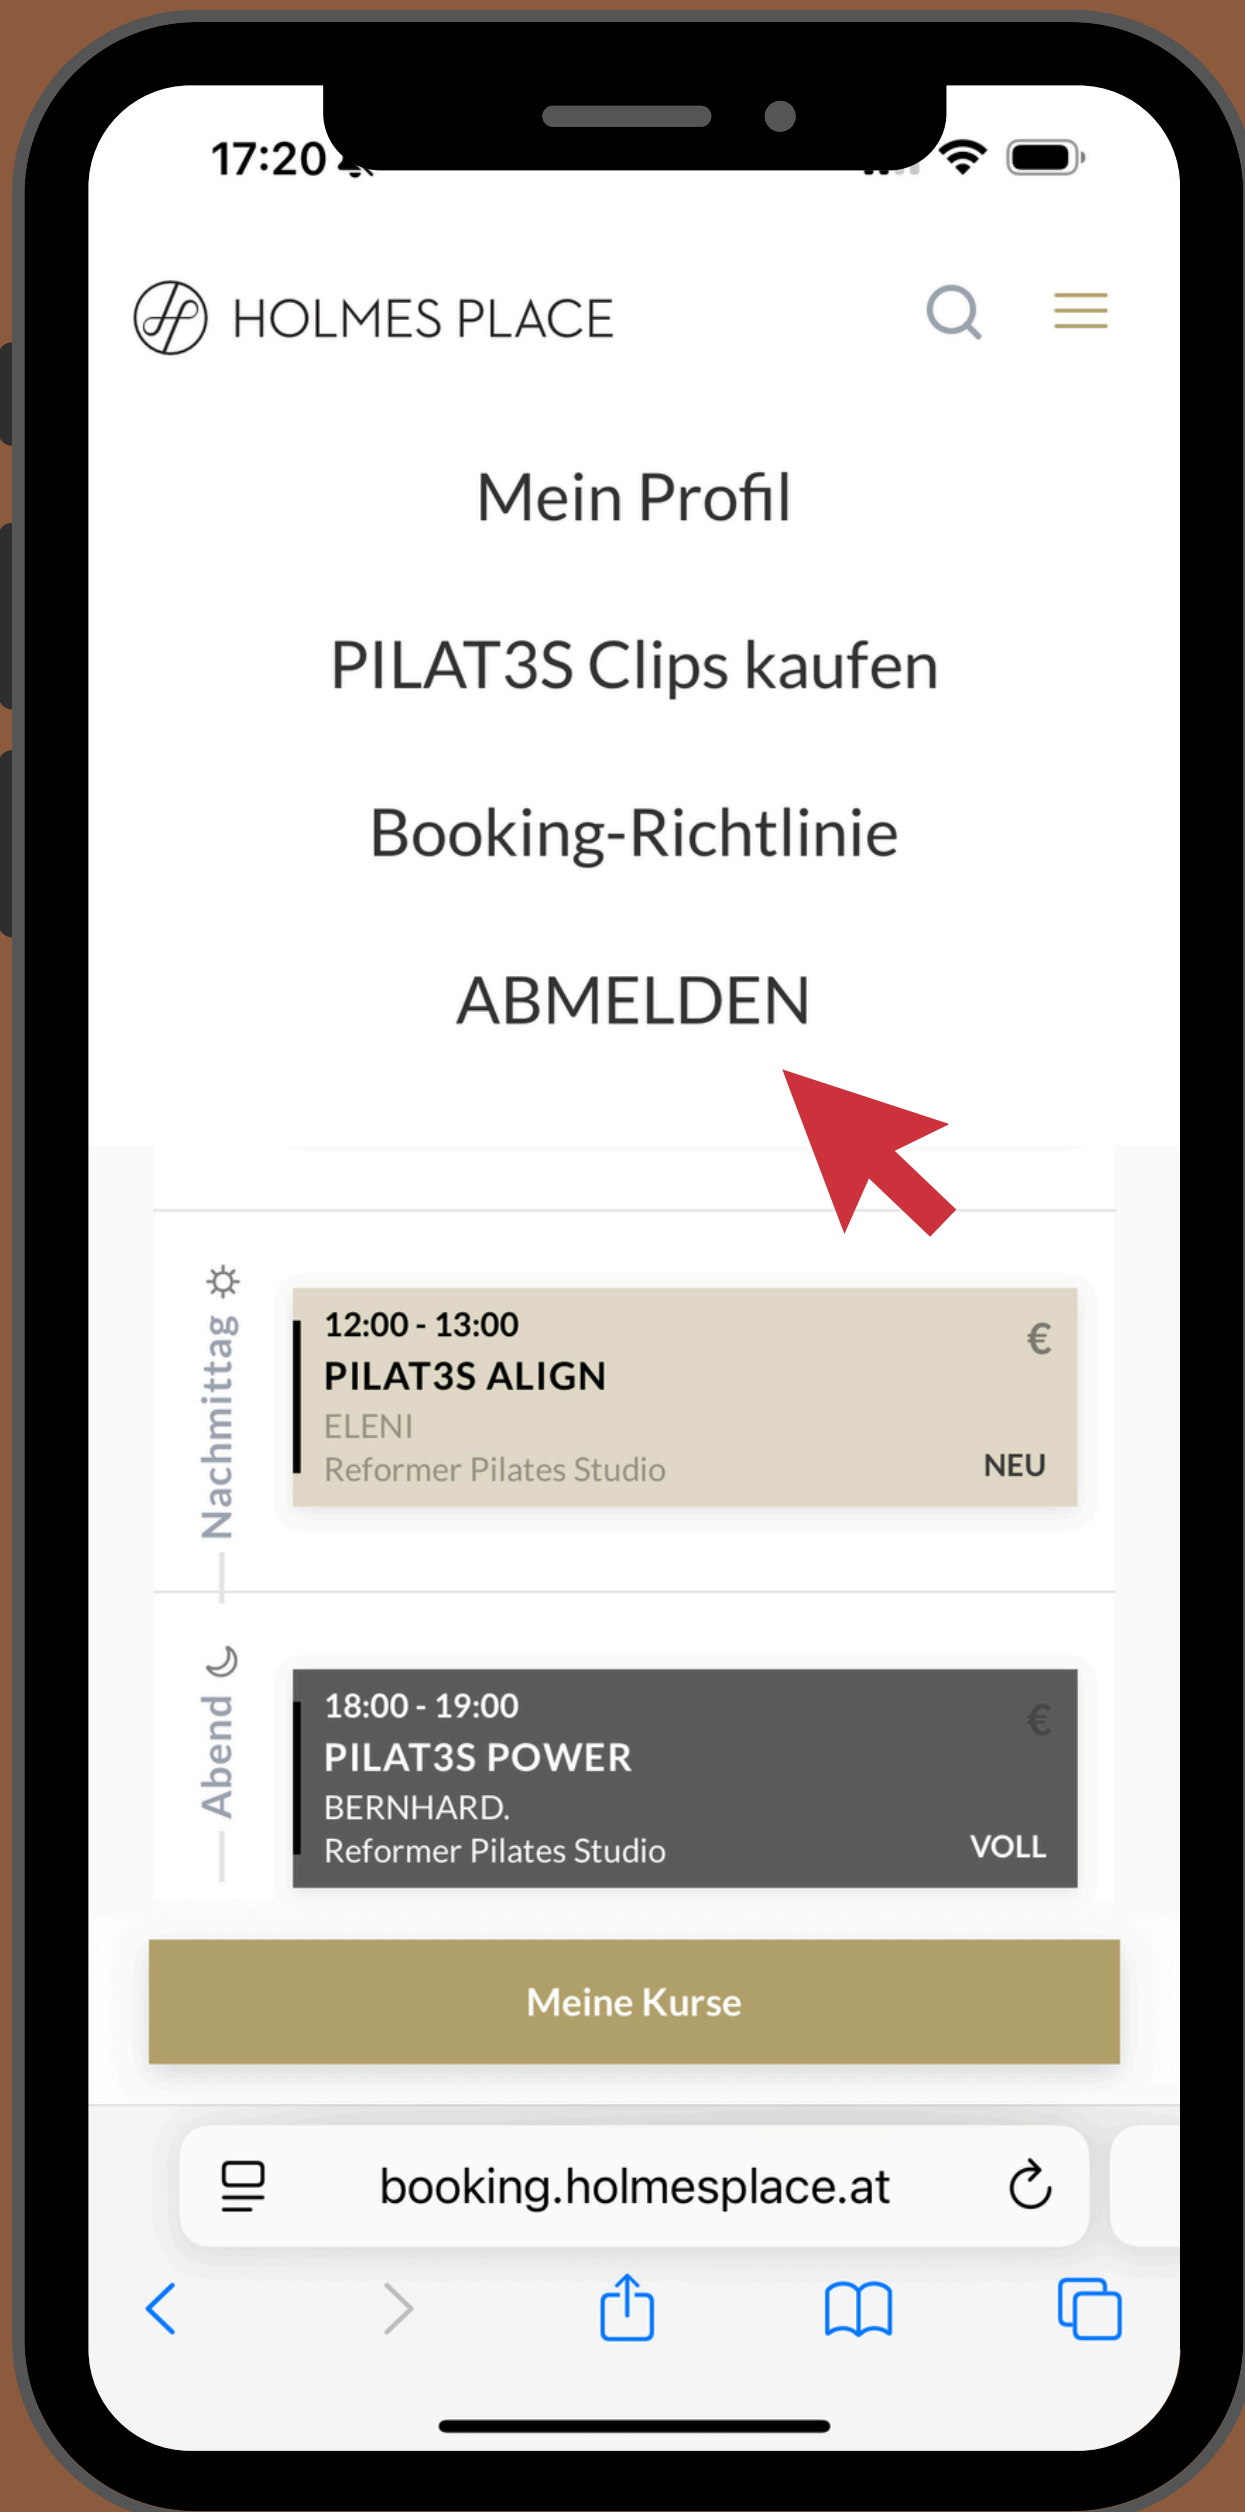 17:20
HOLMES PLACE
Mein Profil
PILAT3S Clips kaufen
Booking-Richtlinie
ABMELDEN
Nachmittag
12:00 - 13:00
€
PILAT3S ALIGN
ELENI
Reformer Pilates Studio
NEU
Abend
18:00 - 19:00
€
PILAT3S POWER
BERNHARD.
Reformer Pilates Studio
VOLL
Meine Kurse
booking.holmesplace.at